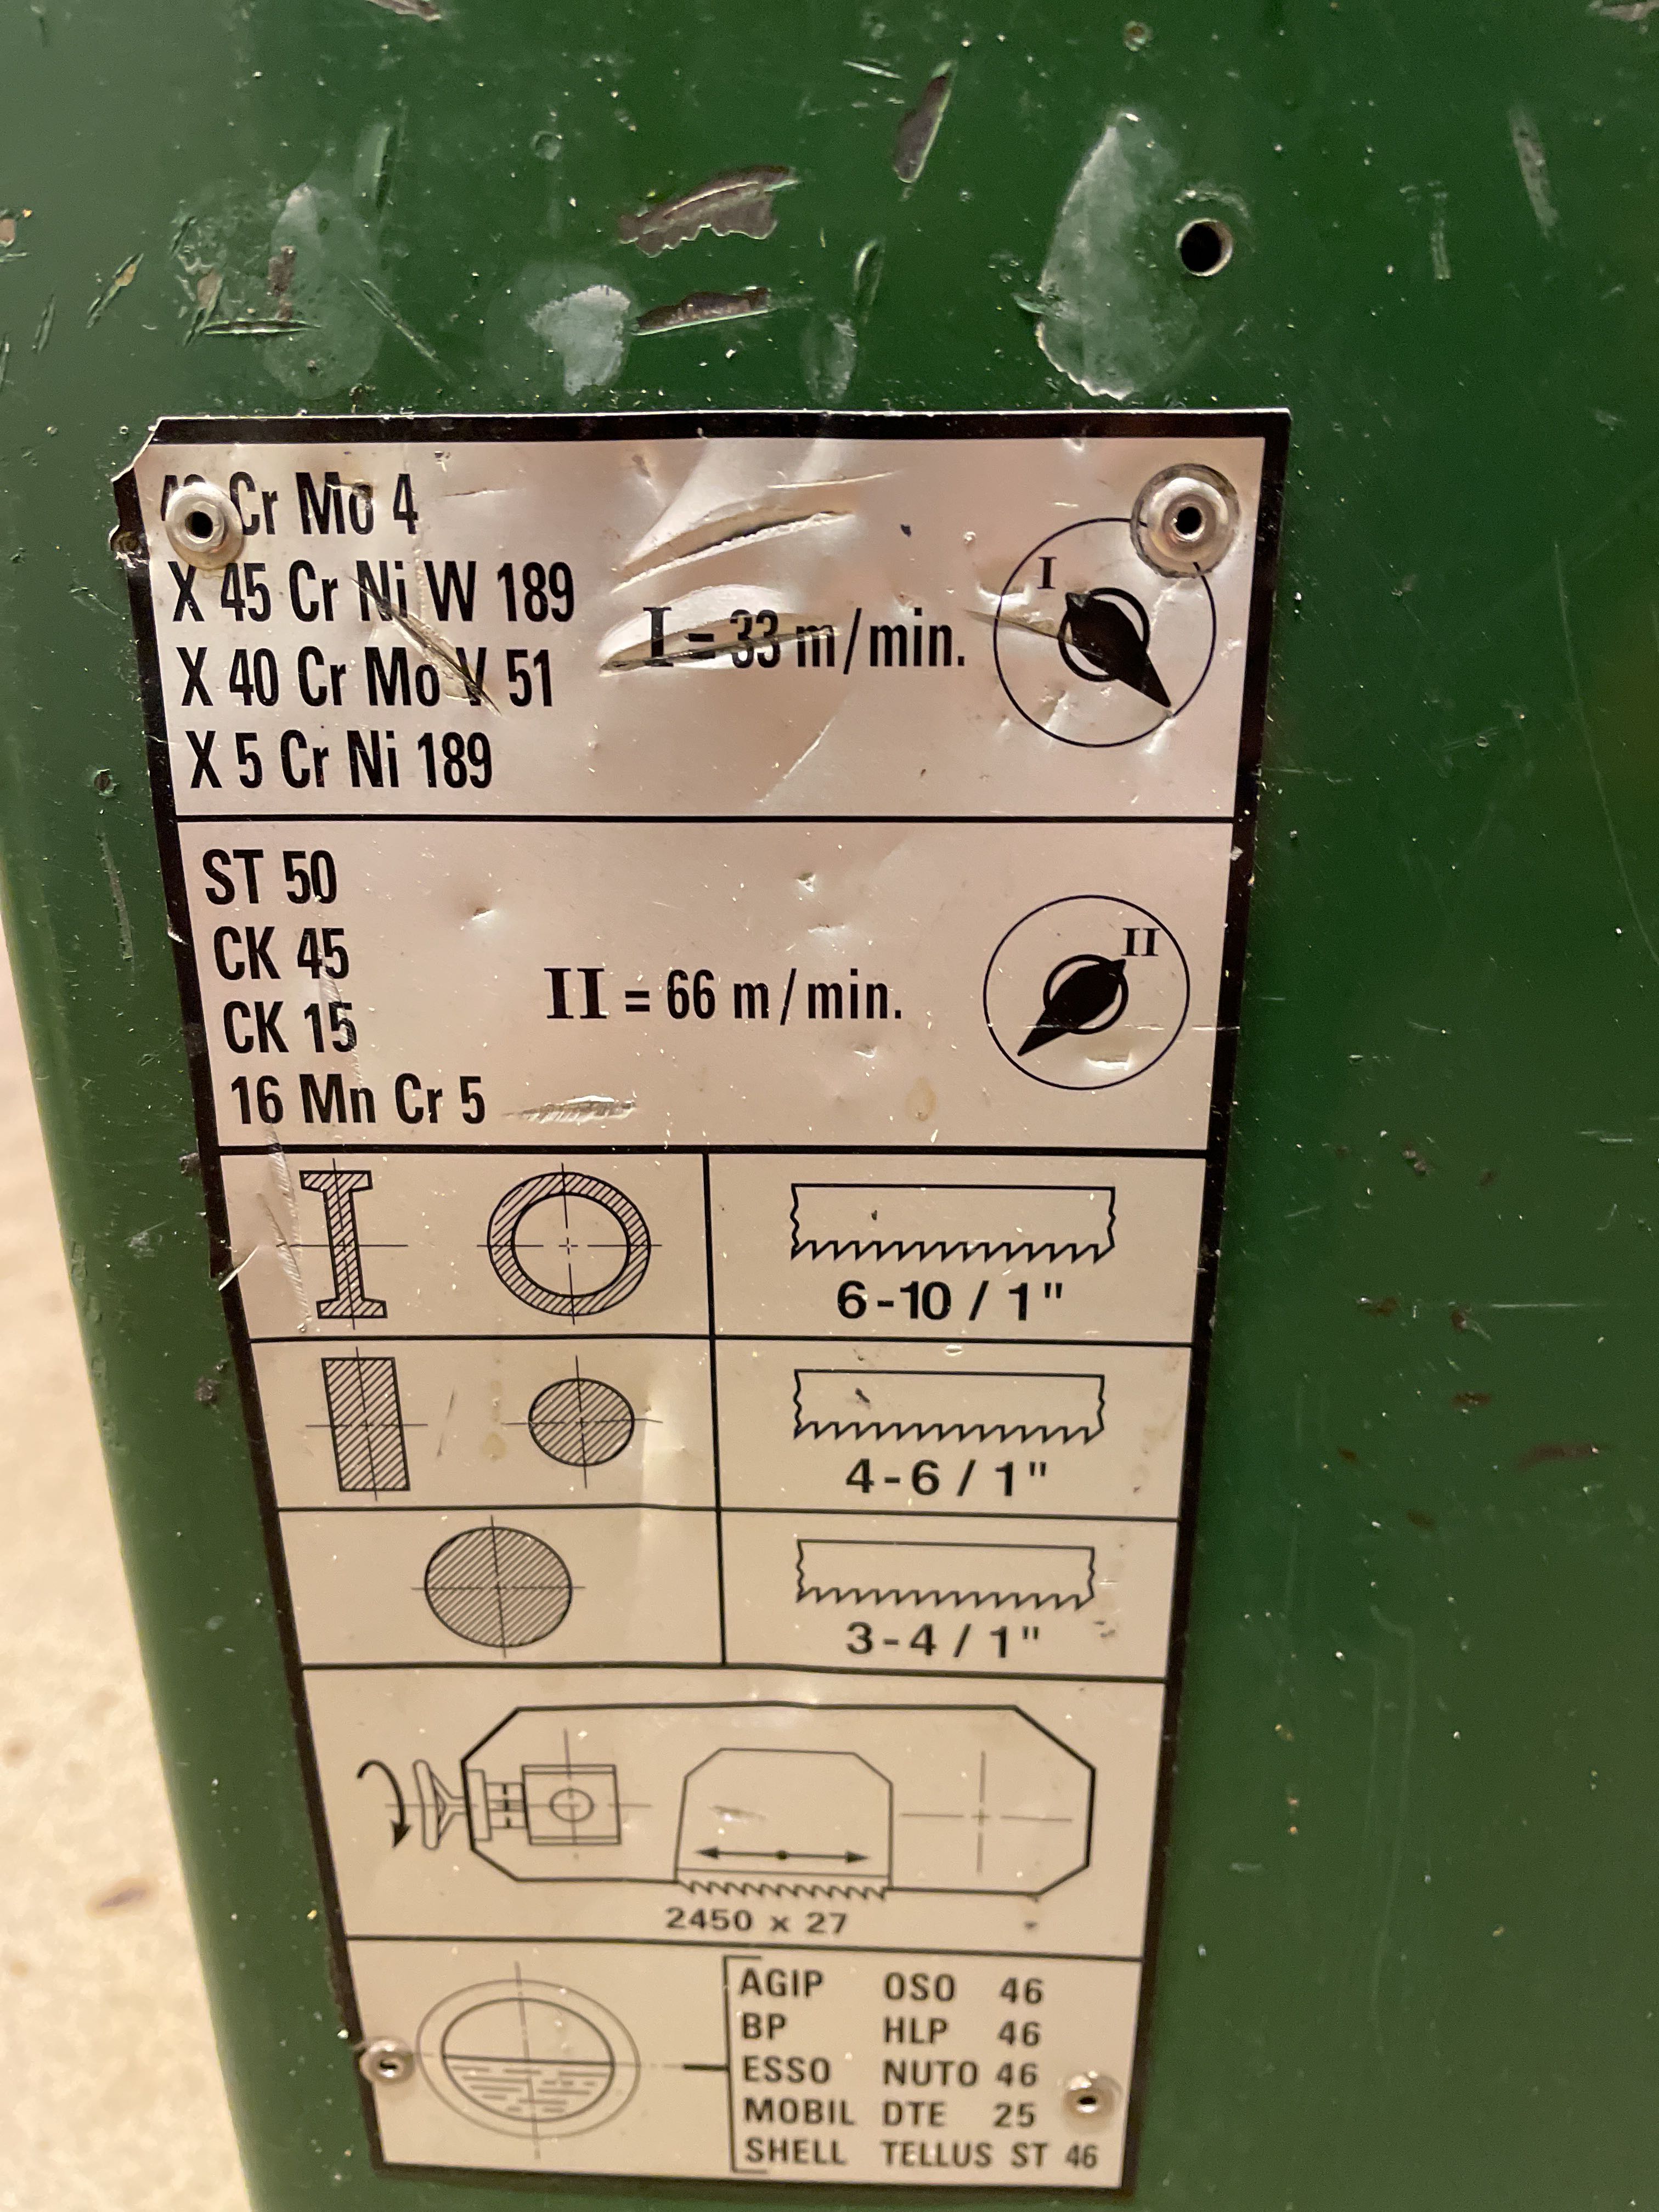 Cr Mo 4
X 45 Cr Ni W 189
X 40 Cr Mo V 51
X 5 Cr Ni 189
I = 33 m/min.
I
ST 50
CK 45
CK 15
16 Mn Cr 5
II = 66 m/min.
II
6-10 / 1"
4-6 / 1"
3-4 / 1"
2450 x 27
AGIP OSO 46
BP HLP 46
ESSO NUTO 46
MOBIL DTE 25
SHELL TELLUS ST 46